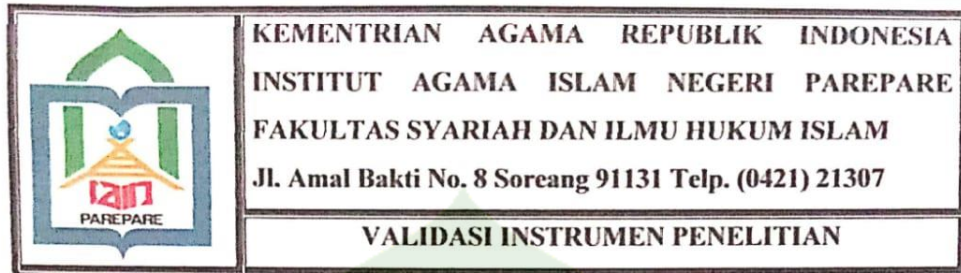 KEMENTRIAN AGAMA REPUBLIK INDONESIA
INSTITUT AGAMA ISLAM NEGERI PAREPARE
FAKULTAS SYARIAH DAN ILMU HUKUM ISLAM
Jl. Amal Bakti No. 8 Soreang 91131 Telp. (0421) 21307
VALIDASI INSTRUMEN PENELITIAN
iain
PAREPARE